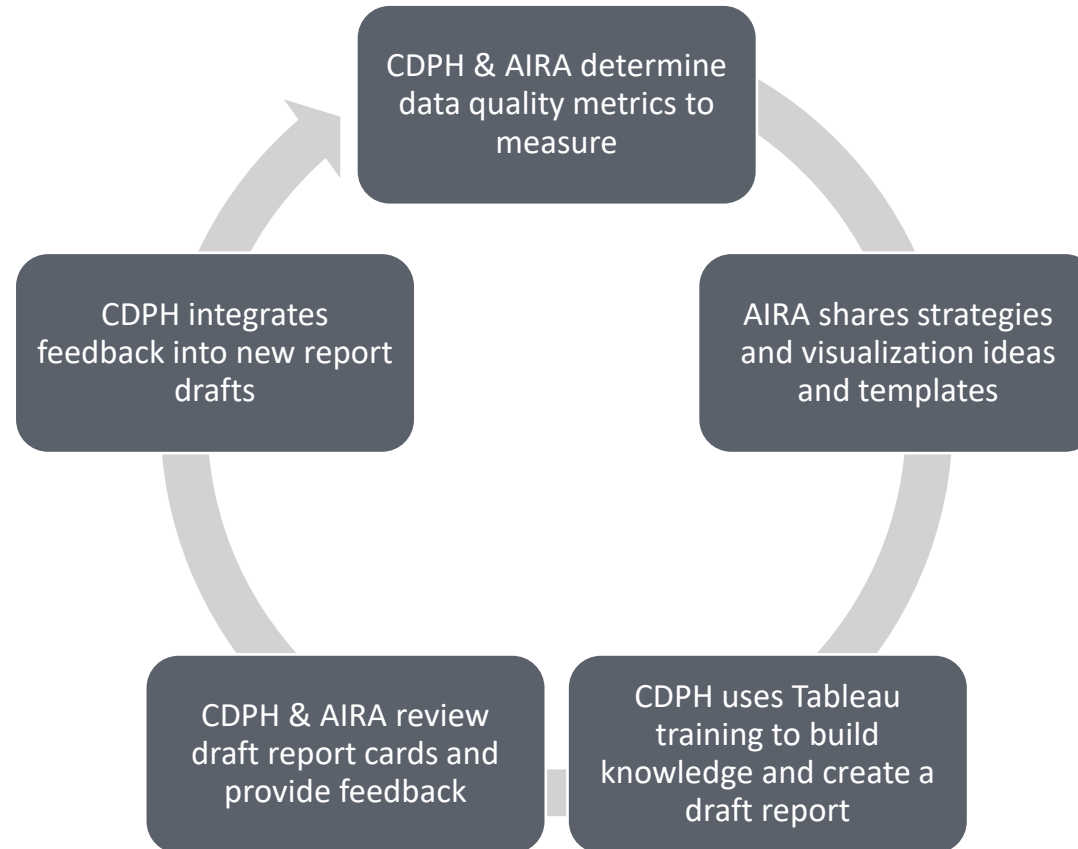 CDPH & AIRA determine
data quality metrics to
measure
AIRA shares strategies
and visualization ideas
and templates
CDPH uses Tableau
training to build
knowledge and create a
draft report
CDPH & AIRA review
draft report cards and
provide feedback
CDPH integrates
feedback into new report
drafts